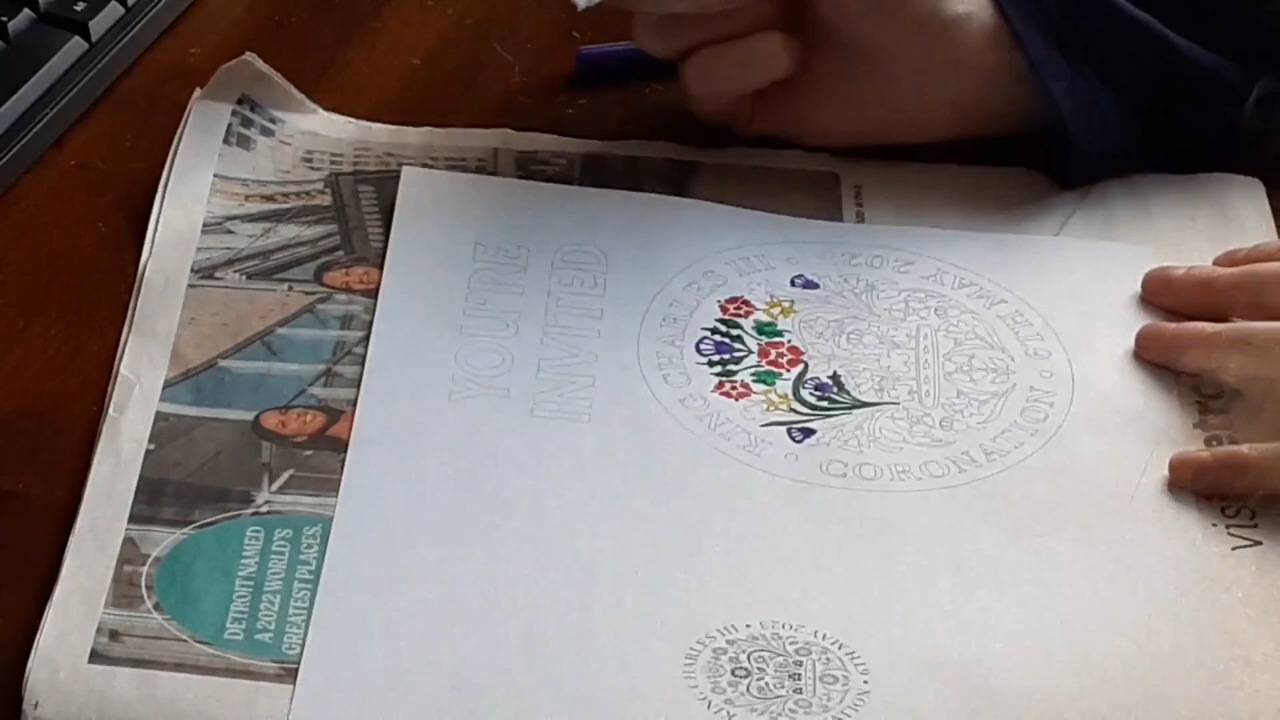 YOU'RE
INVITED
KING CHARLES III · 6TH MAY 2023 · CORONATION ·
DETROIT NAMED
A 2022 WORLD'S
GREATEST PLACES.
KING CHARLES III · 6TH MAY 2023 ·